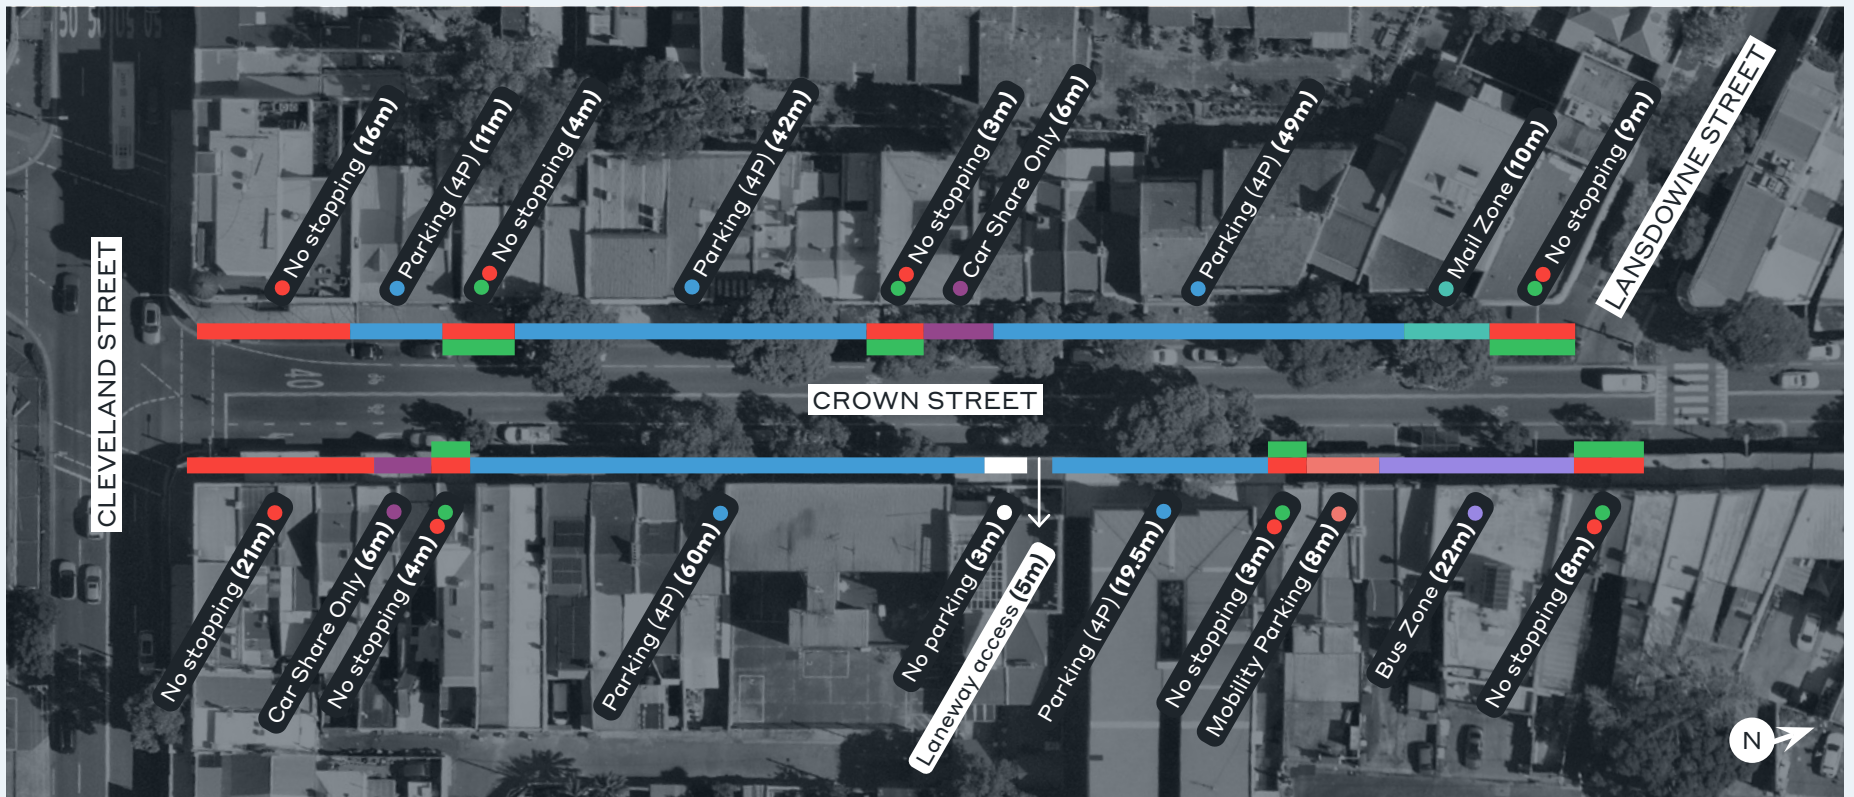 No stopping (16m)
Parking (4P) (11m)
No stopping (4m)
Parking (4P) (42m)
No stopping (3m)
Car Share Only (6m)
Parking (4P) (49m)
Mail Zone (10m)
No stopping (9m)
LANSDOWNE STREET
CLEVELAND STREET
40
CROWN STREET
No stopping (21m)
Car Share Only (6m)
No stopping (4m)
Parking (4P) (60m)
No parking (3m)
Laneway access (5m)
Parking (4P) (19.5m)
No stopping (3m)
Mobility Parking (8m)
Bus Zone (22m)
No stopping (8m)
N